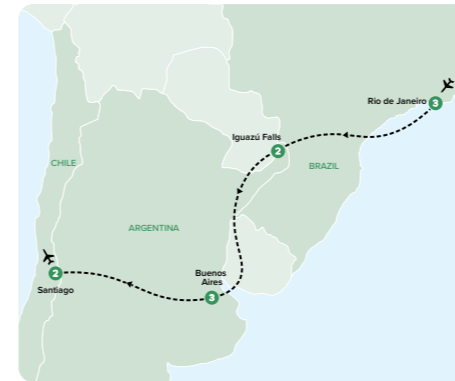 Rio de Janeiro
3
Iguazú Falls
2
BRAZIL
CHILE
ARGENTINA
Buenos
Aires
3
2
Santiago